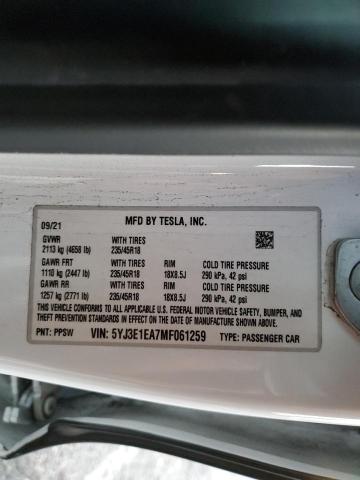 MFD BY TESLA, INC.
09/21
GVWR WITH TIRES
2113 kg (4658 lb) 235/45R18
GAWR FRT WITH TIRES RIM COLD TIRE PRESSURE
1110 kg (2447 lb) 235/45R18 18X8.5J 290 kPa, 42 psi
GAWR RR WITH TIRES RIM COLD TIRE PRESSURE
1257 kg (2771 lb) 235/45R18 18X8.5J 290 kPa, 42 psi
THIS VEHICLE CONFORMS TO ALL APPLICABLE U.S. FEDERAL MOTOR VEHICLE SAFETY, BUMPER, AND
THEFT PREVENTION STANDARDS IN EFFECT ON THE DATE OF MANUFACTURE SHOWN ABOVE.
PNT: PPSW VIN: 5YJ3E1EA7MF061259 TYPE: PASSENGER CAR